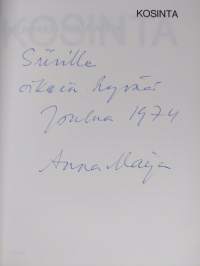 KOSINTA
Siirille
oikein hyvää
Joulua 1974
Anna Maija